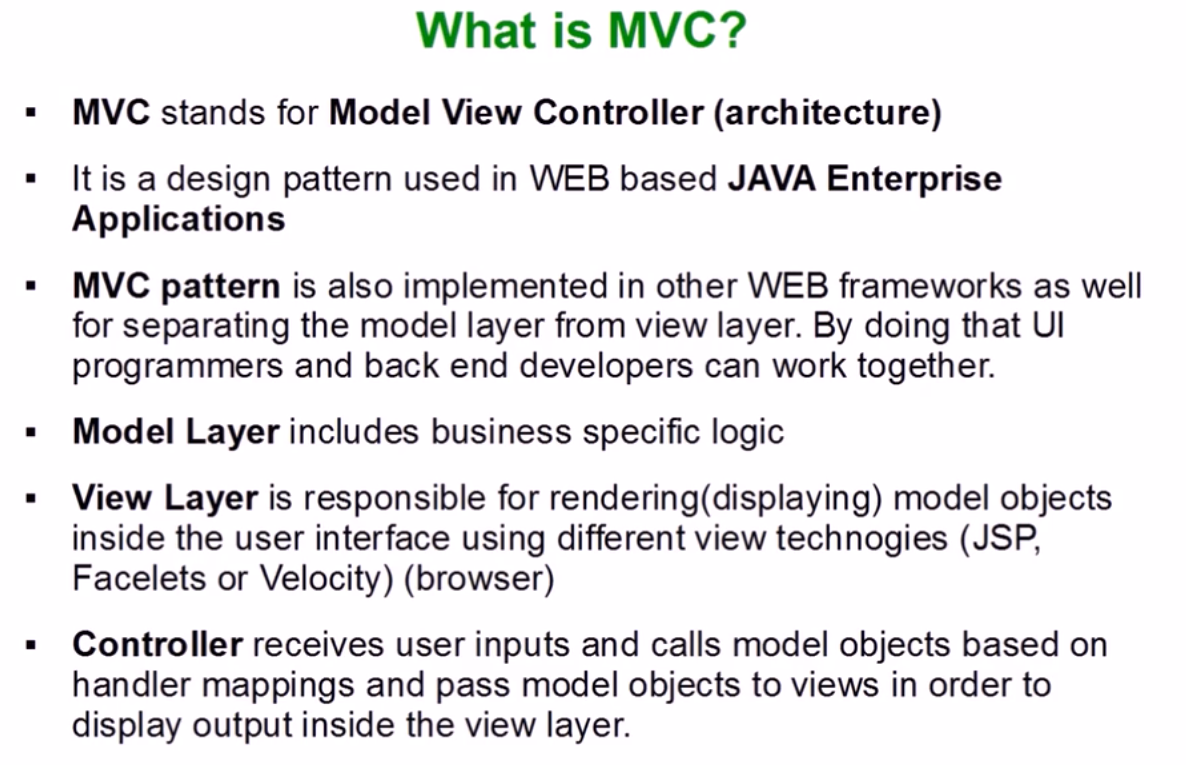 What is MVC?
▪ MVC stands for Model View Controller (architecture)
▪ It is a design pattern used in WEB based JAVA Enterprise
Applications
▪ MVC pattern is also implemented in other WEB frameworks as well
for separating the model layer from view layer. By doing that UI
programmers and back end developers can work together.
▪ Model Layer includes business specific logic
▪ View Layer is responsible for rendering(displaying) model objects
inside the user interface using different view technogies (JSP,
Facelets or Velocity) (browser)
▪ Controller receives user inputs and calls model objects based on
handler mappings and pass model objects to views in order to
display output inside the view layer.